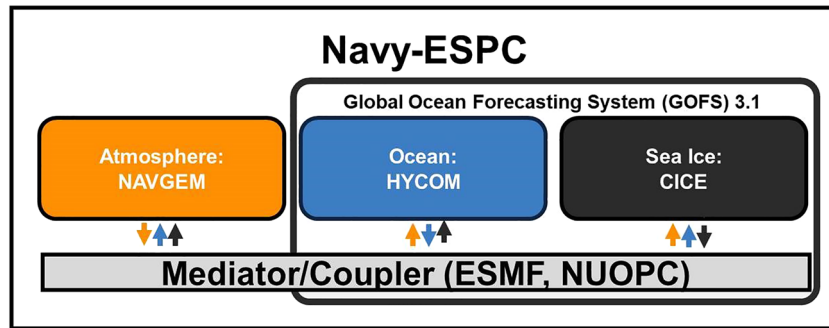 Navy-ESPC
Global Ocean Forecasting System (GOFS) 3.1
Atmosphere:
NAVGEM
Ocean:
HYCOM
Sea Ice:
CICE
Mediator/Coupler (ESMF, NUOPC)